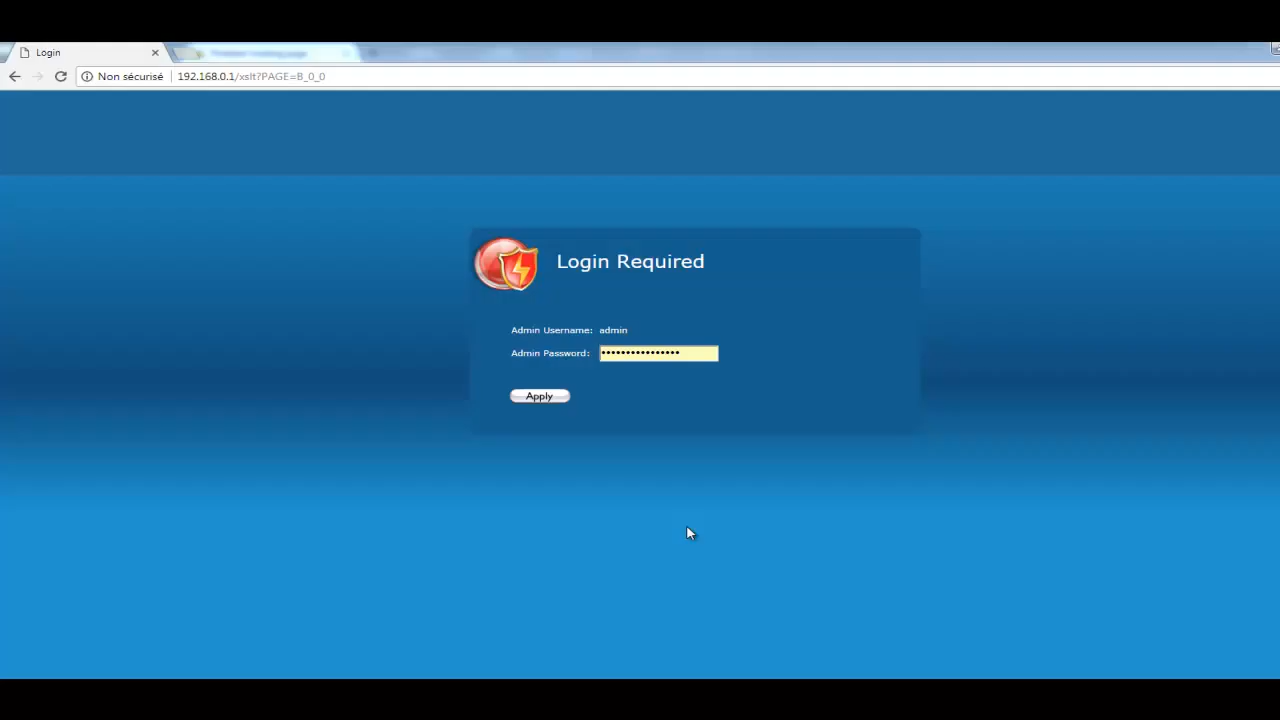 Login
Non sécurisé
192.168.0.1/xslt?PAGE=B_0_0
Login Required
Admin Username: admin
Admin Password: ••••••••••••••••
Apply